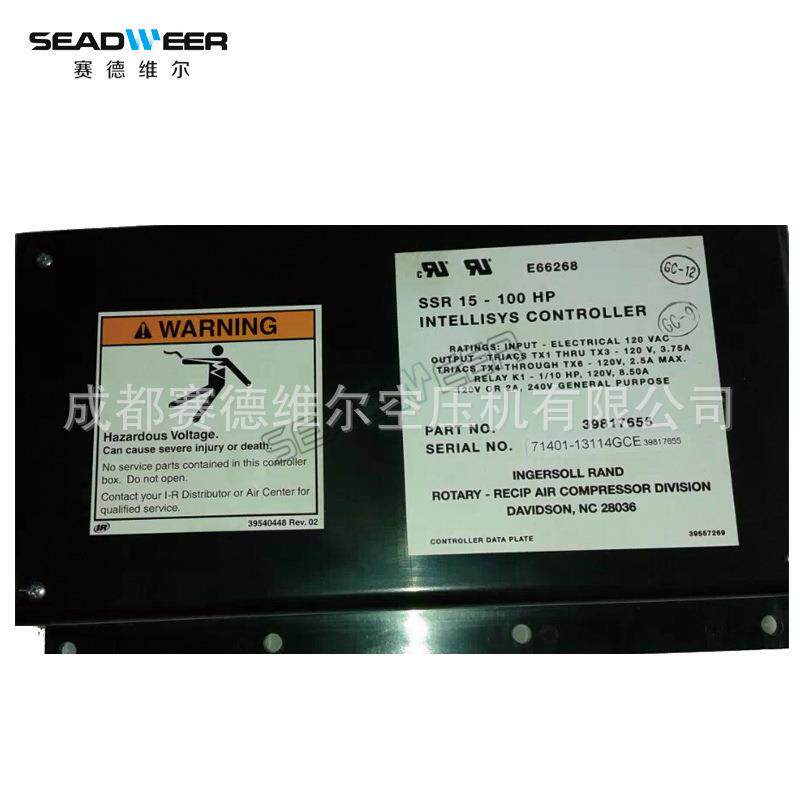 SEADWEER
赛德维尔
WARNING
Hazardous Voltage.
Can cause severe injury or death.
No service parts contained in this controller
box. Do not open.
Contact your I-R Distributor or Air Center for
qualified service.
IR
39540448 Rev. 02
E66268
GC-12
SSR 15 - 100 HP
INTELLISYS CONTROLLER
GC-9
RATINGS: INPUT - ELECTRICAL 120 VAC
OUTPUT - TRIACS TX1 THRU TX3 - 120 V, 3.75A
TRIACS TX4 THROUGH TX6 - 120V, 2.5A MAX.
RELAY K1 - 1/10 HP, 120V, 8.50A
120V OR 2A, 240V GENERAL PURPOSE
PART NO. 39817655
SERIAL NO. 71401-13114GCE 39817655
INGERSOLL RAND
ROTARY - RECIP AIR COMPRESSOR DIVISION
DAVIDSON, NC 28036
CONTROLLER DATA PLATE 39557269
成都赛德维尔空压机有限公司
SEADWEER
SEADWEER